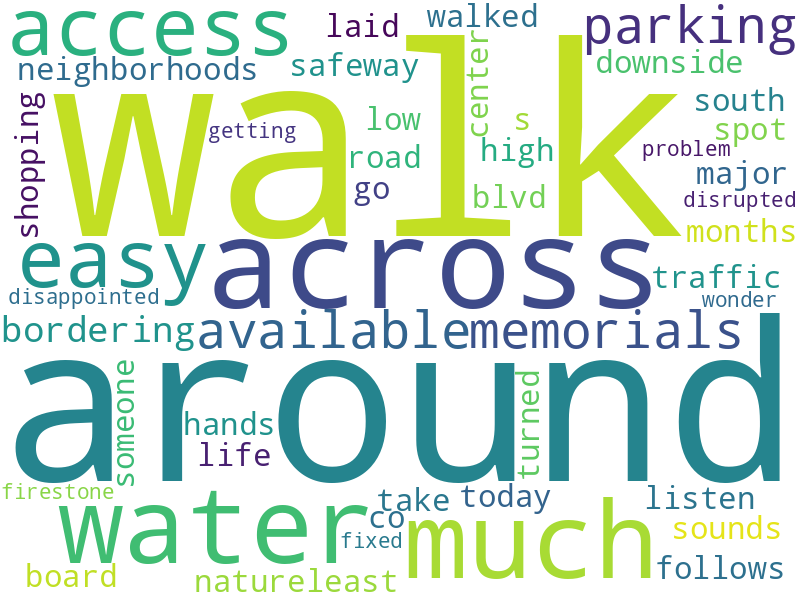 access
laid
walked
parking
neighborhoods
safeway
center
downside
walk
shopping
getting
low
s
south
spot
road
high
problem
major
go
blvd
disrupted
months
easy
across
traffic
disappointed
wonder
bordering
available
memorials
around
someone
hands
turned
life
firestone
water
take
today
listen
co
much
sounds
fixed
follows
board
natureleast